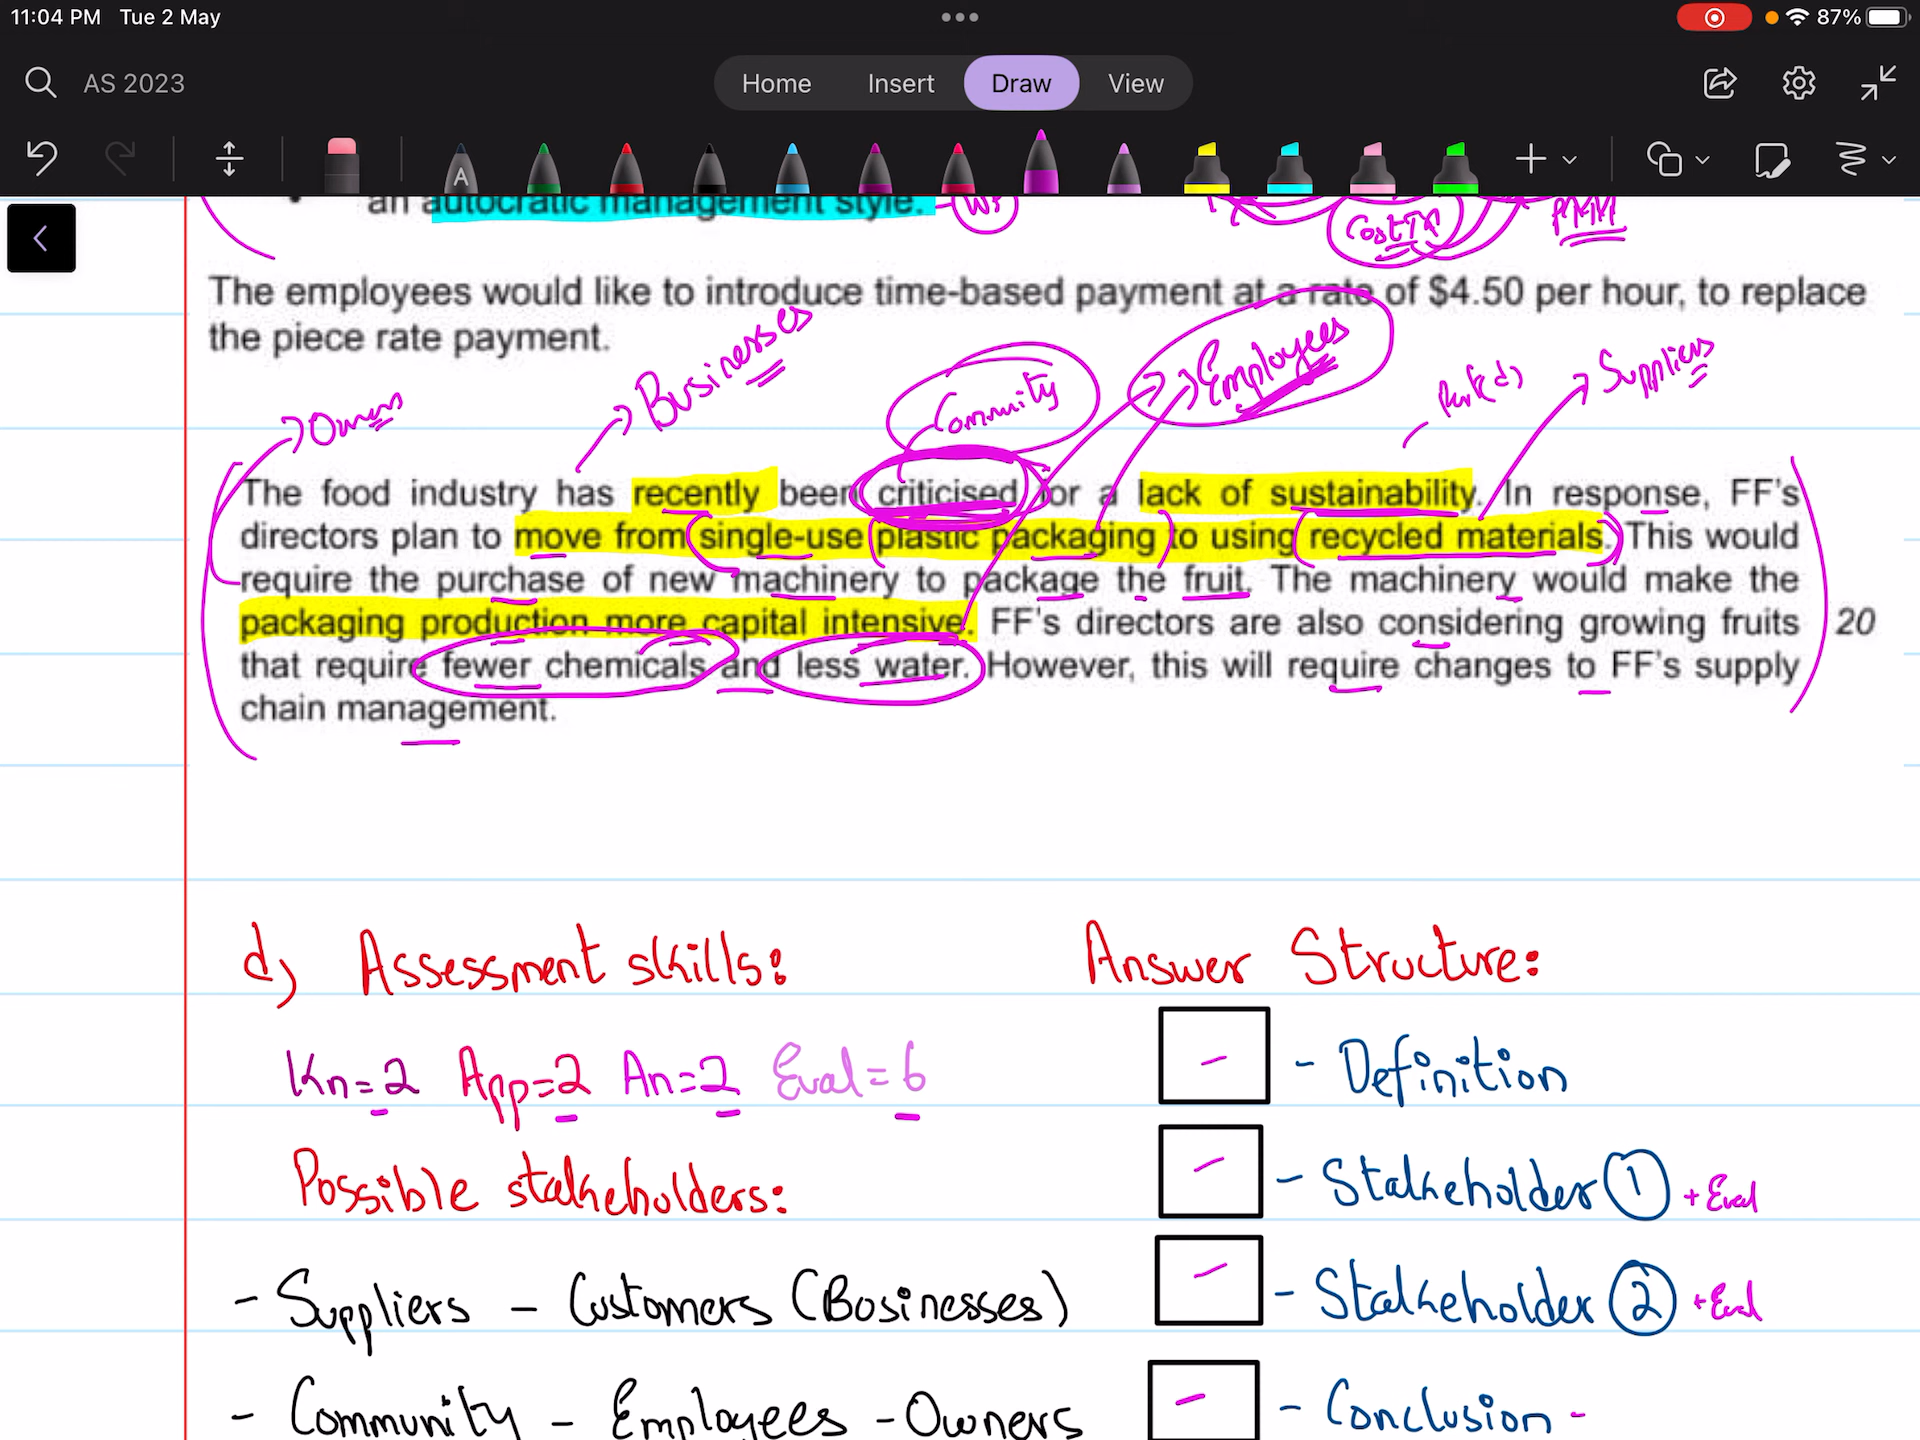 11:04 PM Tue 2 May
87%
AS 2023
Home Insert Draw View
A
an autocratic management style.
Cost
The employees would like to introduce time-based payment at a rate of $4.50 per hour, to replace
the piece rate payment.
Owners
Businesses
Community
Employees
Part(d)
Suppliers
The food industry has recently been criticised for a lack of sustainability. In response, FF's
directors plan to move from single-use plastic packaging to using recycled materials. This would
require the purchase of new machinery to package the fruit. The machinery would make the
packaging production more capital intensive. FF's directors are also considering growing fruits 20
that require fewer chemicals and less water. However, this will require changes to FF's supply
chain management.
d) Assessment skills:
Kn=2 App=2 An=2 Eval=6
Possible stakeholders:
- Suppliers - Customers (Businesses)
- Community - Employees - Owners
Answer Structure:
- Definition
- Stakeholder 1 + Eval
- Stakeholder 2 + Eval
- Conclusion -